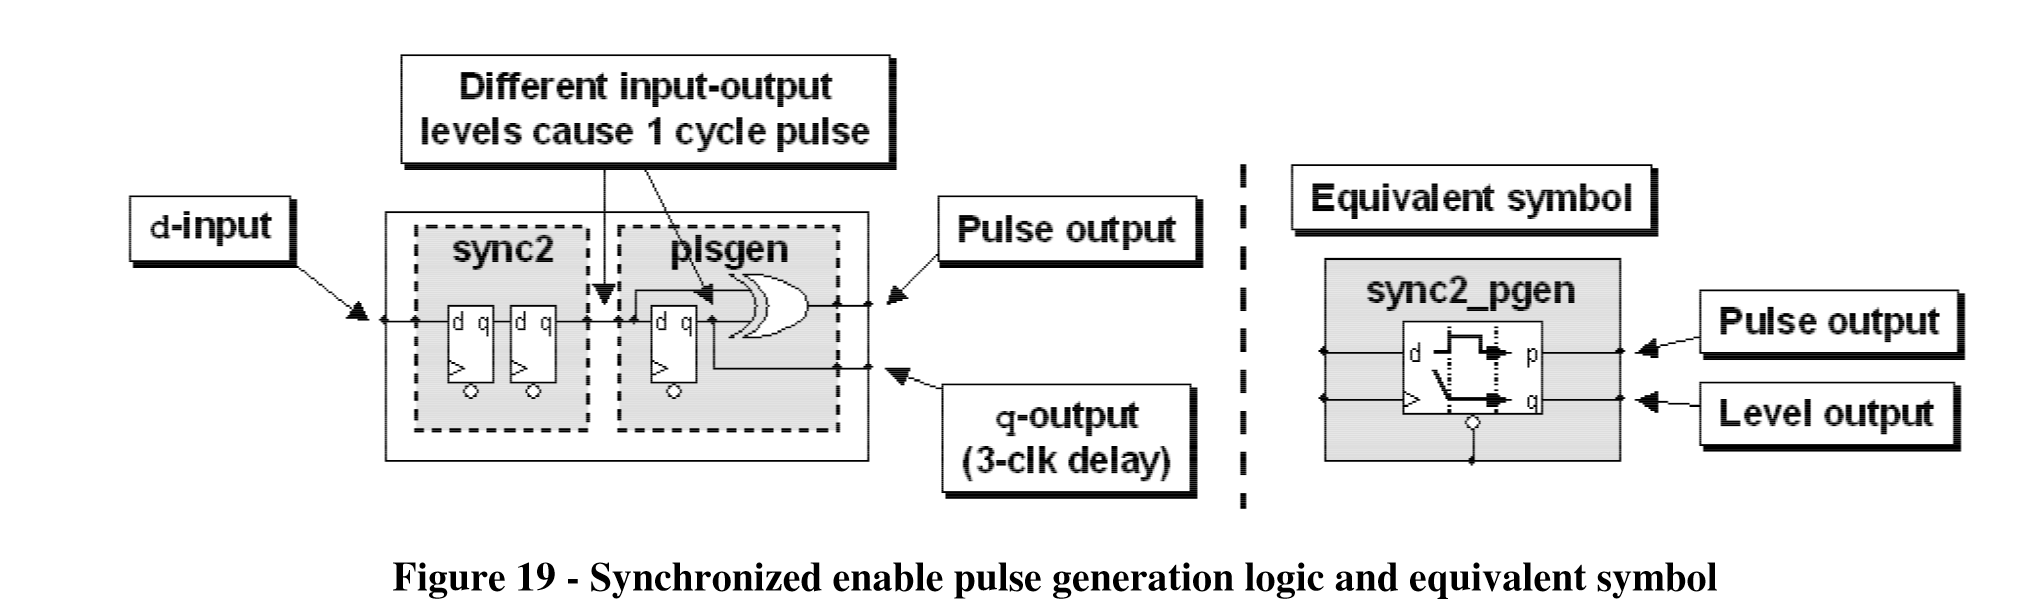 Different input-output
levels cause 1 cycle pulse
d-input
sync2
plsgen
d q
d q
d q
Pulse output
q-output
(3-clk delay)
Equivalent symbol
sync2_pgen
d
p
q
Pulse output
Level output
Figure 19 - Synchronized enable pulse generation logic and equivalent symbol